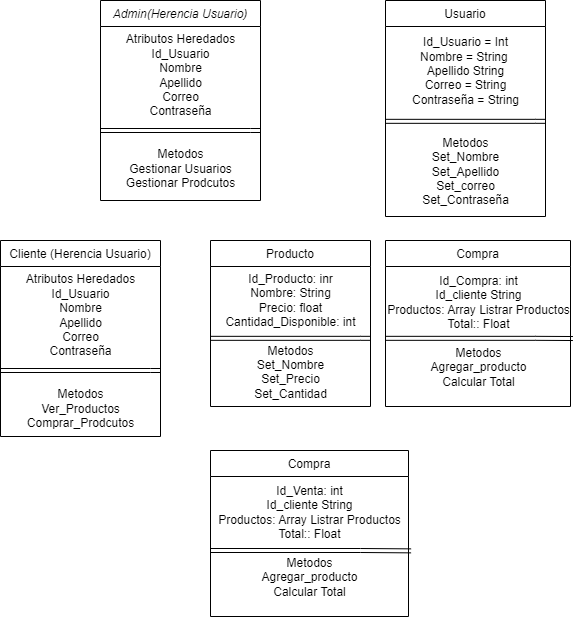 Admin(Herencia Usuario)
Atributos Heredados
Id_Usuario
Nombre
Apellido
Correo
Contraseña
Metodos
Gestionar Usuarios
Gestionar Prodcutos
Usuario
Id_Usuario = Int
Nombre = String
Apellido String
Correo = String
Contraseña = String
Metodos
Set_Nombre
Set_Apellido
Set_correo
Set_Contraseña
Cliente (Herencia Usuario)
Atributos Heredados
Id_Usuario
Nombre
Apellido
Correo
Contraseña
Metodos
Ver_Productos
Comprar_Prodcutos
Producto
Id_Producto: inr
Nombre: String
Precio: float
Cantidad_Disponible: int
Metodos
Set_Nombre
Set_Precio
Set_Cantidad
Compra
Id_Compra: int
Id_cliente String
Productos: Array Listrar Productos
Total:: Float
Metodos
Agregar_producto
Calcular Total
Compra
Id_Venta: int
Id_cliente String
Productos: Array Listrar Productos
Total:: Float
Metodos
Agregar_producto
Calcular Total